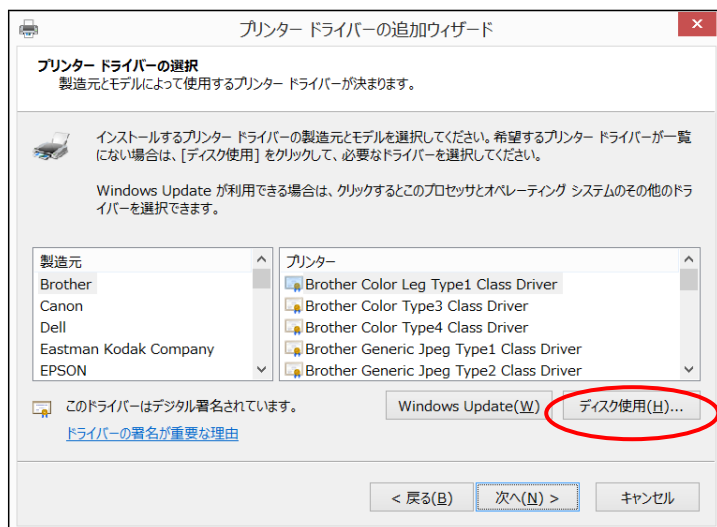 プリンター ドライバーの追加ウィザード
プリンター ドライバーの選択
製造元とモデルによって使用するプリンター ドライバーが決まります。
インストールするプリンター ドライバーの製造元とモデルを選択してください。希望するプリンター ドライバーが一覧
にない場合は、[ディスク使用] をクリックして、必要なドライバーを選択してください。
Windows Update が利用できる場合は、クリックするとこのプロセッサとオペレーティング システムのその他のドラ
イバーを選択できます。
製造元
Brother
Canon
Dell
Eastman Kodak Company
EPSON
プリンター
Brother Color Leg Type1 Class Driver
Brother Color Type3 Class Driver
Brother Color Type4 Class Driver
Brother Generic Jpeg Type1 Class Driver
Brother Generic Jpeg Type2 Class Driver
このドライバーはデジタル署名されています。
ドライバーの署名が重要な理由
Windows Update(W)
ディスク使用(H)...
< 戻る(B)
次へ(N) >
キャンセル